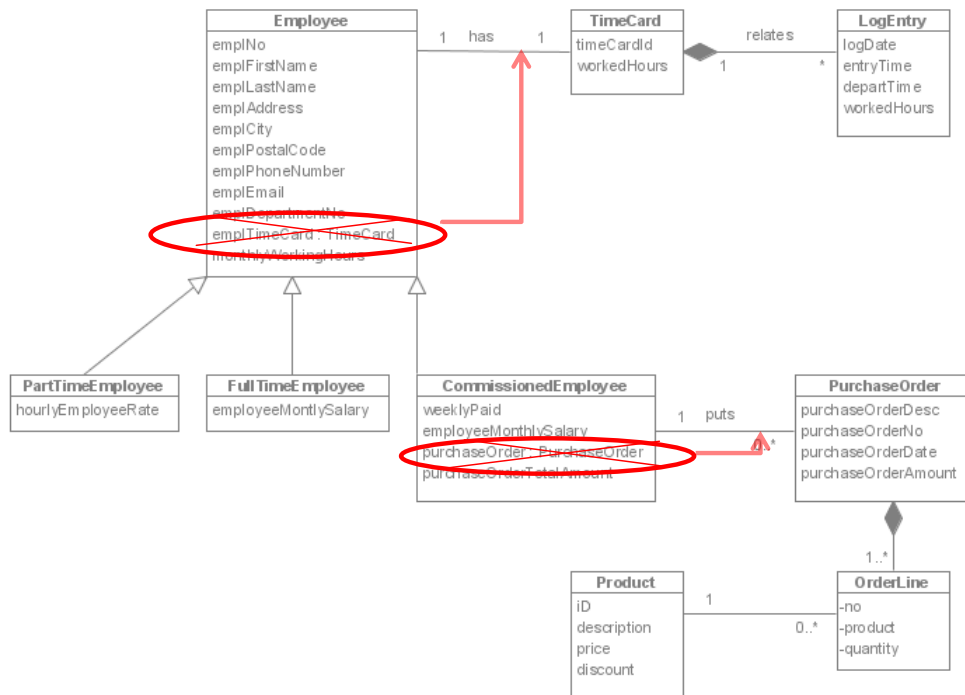 Employee
emplNo
emplFirstName
emplLastName
emplAddress
emplCity
emplPostalCode
emplPhoneNumber
emplEmail
emplDepartmentNo
emplTimeCard : TimeCard
monthlyWorkingHours
1 has 1
TimeCard
timeCardId
workedHours
relates
1 *
LogEntry
logDate
entryTime
departTime
workedHours
PartTimeEmployee
hourlyEmployeeRate
FullTimeEmployee
employeeMontlySalary
CommissionedEmployee
weeklyPaid
employeeMonthlySalary
purchaseOrder : PurchaseOrder
purchaseOrderTotalAmount
1 puts
0..*
PurchaseOrder
purchaseOrderDesc
purchaseOrderNo
purchaseOrderDate
purchaseOrderAmount
1..*
Product
iD
description
price
discount
1
0..*
OrderLine
-no
-product
-quantity